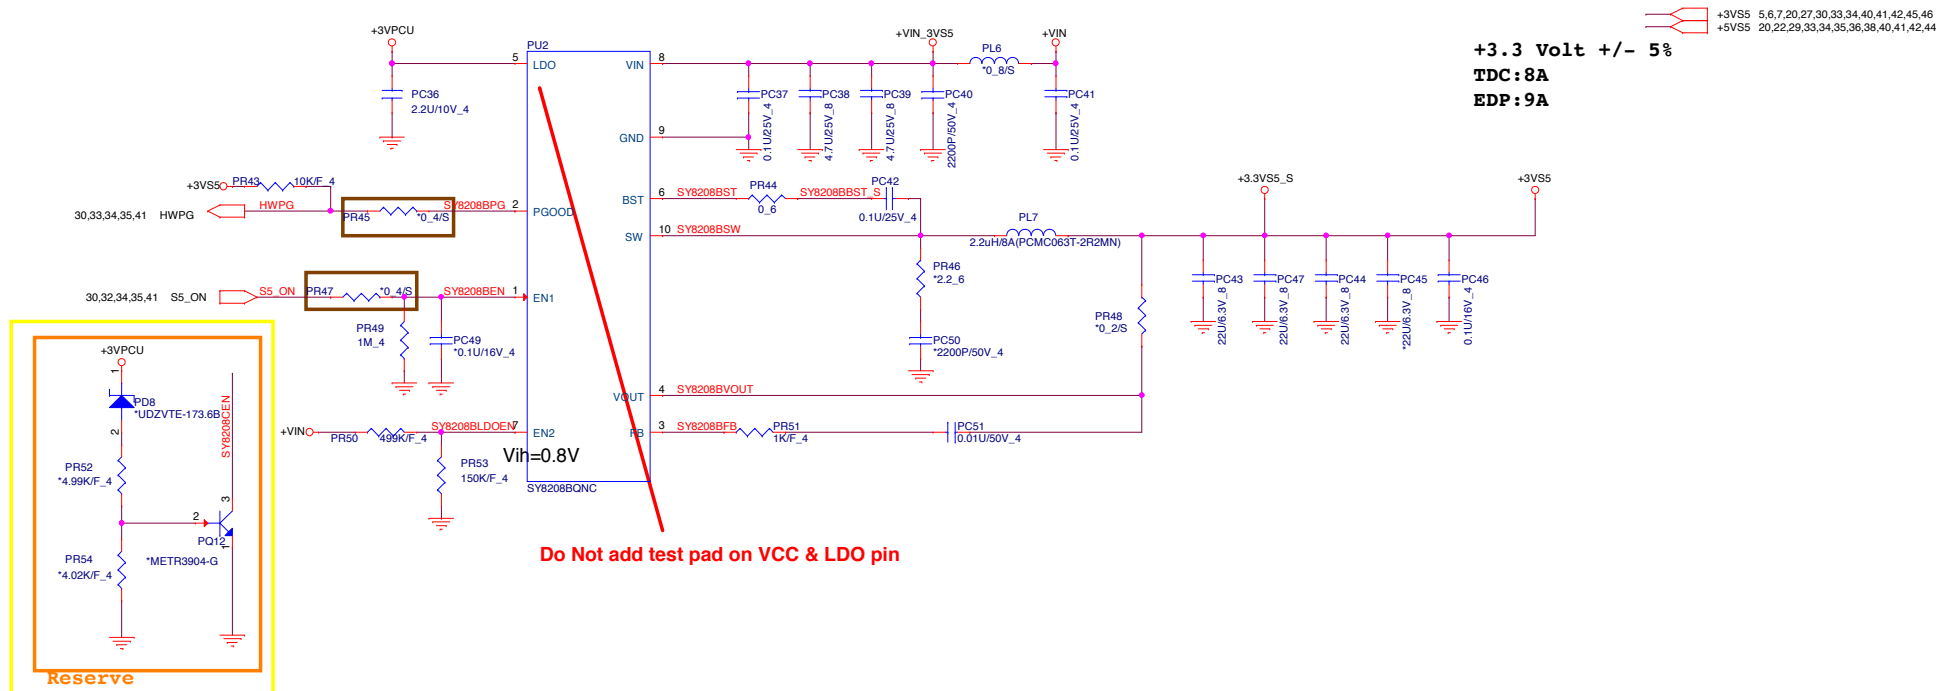 +3VS5 5,6,7,20,27,30,33,34,40,41,42,45,46
+5VS5 20,22,29,33,34,35,36,38,40,41,42,44
+3.3 Volt +/- 5%
TDC:8A
EDP:9A
+3VPCU
PC36
2.2U/10V_4
PU2
5
LDO
VIN
8
GND
9
BST
6
SW
10
2
PGOOD
1
EN1
VOUT
4
FB
3
7
EN2
Vih=0.8V
SY8208BQNC
+VIN_3VS5
+VIN
PL6
*0_8/S
PC37
0.1U/25V_4
PC38
4.7U/25V_8
PC39
4.7U/25V_8
PC40
2200P/50V_4
PC41
0.1U/25V_4
+3VS5
PR43
10K/F_4
30,33,34,35,41 HWPG
HWPG
PR45
*0_4/S
SY8208BPG
30,32,34,35,41 S5_ON
S5_ON
PR47
*0_4/S
SY8208BEN
PR49
1M_4
PC49
*0.1U/16V_4
+VIN
PR50
499K/F_4
SY8208BLDOEN
PR53
150K/F_4
SY8208BST
PR44
0_6
SY8208BBST_S
PC42
0.1U/25V_4
SY8208BSW
PL7
2.2uH/8A(PCMC063T-2R2MN)
PR46
*2.2_6
PC50
*2200P/50V_4
PR48
*0_2/S
+3.3VS5_S
+3VS5
PC43
22U/6.3V_8
PC47
22U/6.3V_8
PC44
22U/6.3V_8
PC45
*22U/6.3V_8
PC46
0.1U/16V_4
SY8208BVOUT
SY8208BFB
PR51
1K/F_4
PC51
0.01U/50V_4
+3VPCU
1
PD8
*UDZVTE-173.6B
2
PR52
*4.99K/F_4
SY8208CEN
3
2
PQ12
1
*METR3904-G
PR54
*4.02K/F_4
Reserve
Do Not add test pad on VCC & LDO pin